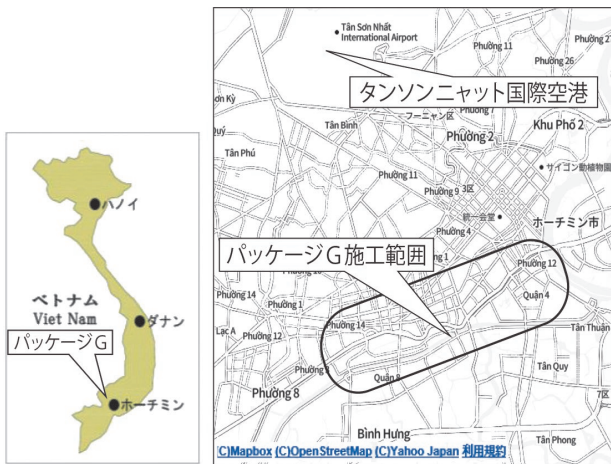 ハノイ
ベトナム
Viet Nam
ダナン
パッケージG
ホーチミン
Tân Sơn Nhất
International Airport
Phường 11
Phường 27
Phường 26
タンソンニャット国際空港
ơn Kỳ
Phường 7
フーニャン区
Tân Bình
Quý
Phường 2
Khu Phố 2
Tân Phú
サイゴン動植物園
Phường 11
Phường 9
3区
統一会堂
ホーチミン市
Phường 4
パッケージG施工範囲
Phường 12
Phường 14
Phường 1
Quận 4
Phường 14
Lạc A
Phường 12
Tân Thuận
Quận 8
Tân Quy
Phường 8
7区
Bình Hưng
Tân Phong
(C)Mapbox (C)OpenStreetMap (C)Yahoo Japan 利用規約